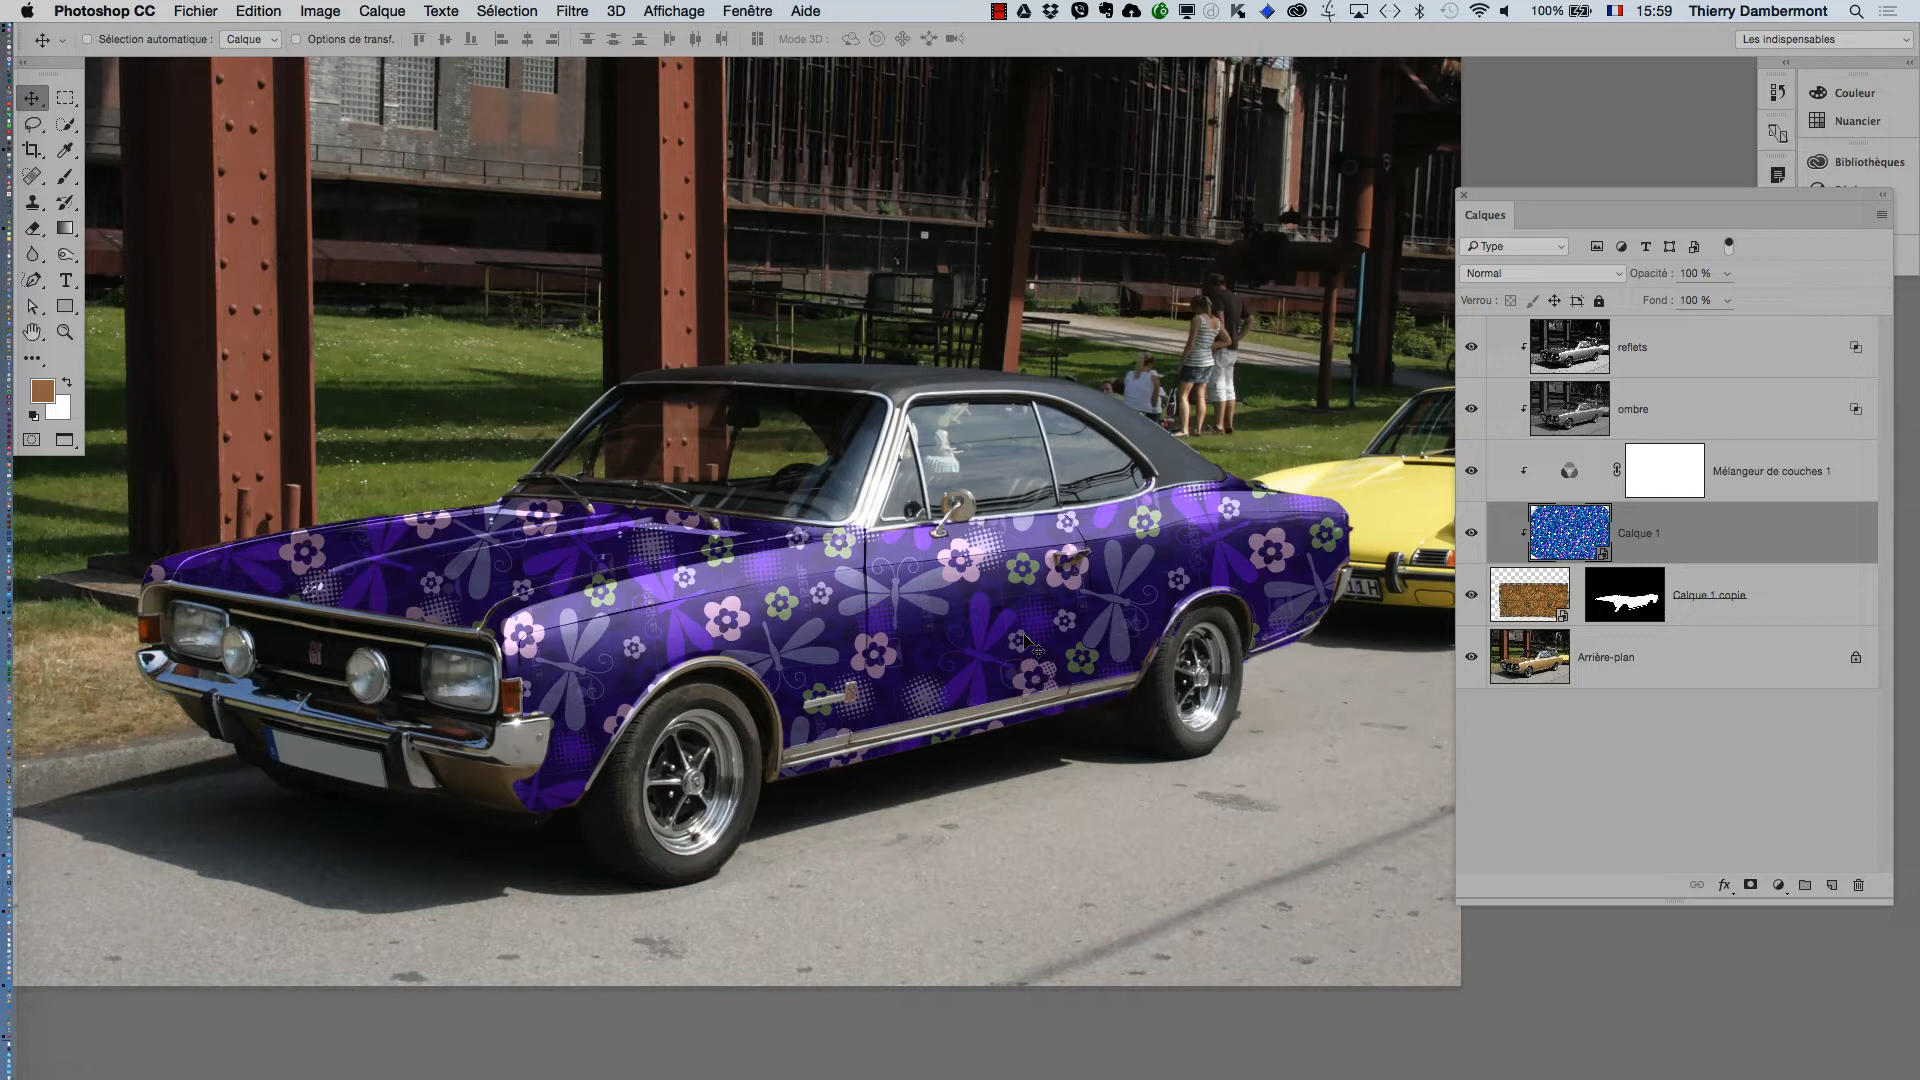 Photoshop CC Fichier Edition Image Calque Texte Sélection Filtre 3D Affichage Fenêtre Aide 100% 15:59 Thierry Dambermont
Sélection automatique : Calque Options de transf. Mode 3D : Les indispensables
Couleur
Nuancier
Bibliothèques
Calques
Type
Normal Opacité : 100 %
Verrou : Fond : 100 %
reflets
ombre
Mélangeur de couches 1
Calque 1
Calque 1 copie
Arrière-plan
fx